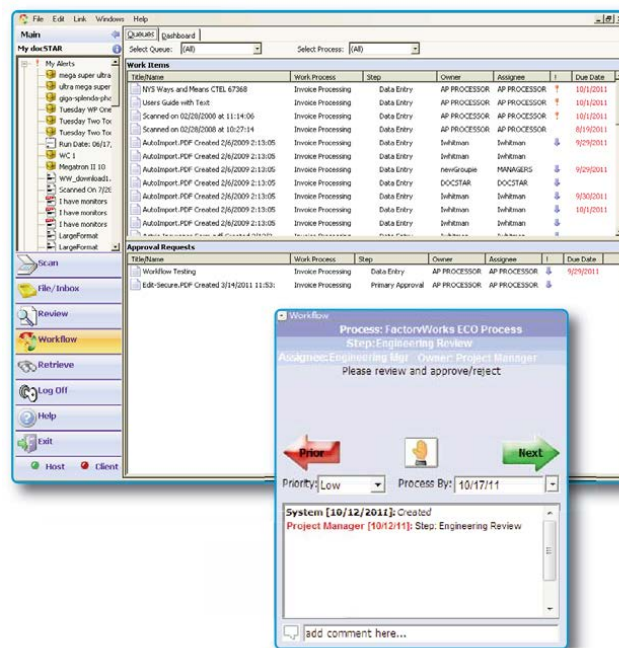 File Edit Link Windows Help
Main
My docSTAR
My Alerts
mega super ultra
ultra mega super
giga-splenda-pho
Tuesday WP One
Tuesday Two Too
Tuesday Two Too
Run Date: 06/17,
WC 1
Megatron II 10
WW_download1.
Scanned On 7/20
I have monitors
I have monitors
I have monitors
LargeFormat
LargeFormat
Scan
File/Inbox
Review
Workflow
Retrieve
Log Off
Help
Exit
Host Client
Queues Dashboard
Select Queue: (All) Select Process: (All)
Work Items
Title/Name Work Process Step Owner Assignee ! Due Date
NYS Ways and Means CTEL 67368 Invoice Processing Data Entry AP PROCESSOR AP PROCESSOR ! 10/1/2011
Users Guide with Text Invoice Processing Data Entry AP PROCESSOR AP PROCESSOR ! 10/1/2011
Scanned on 02/28/2008 at 11:14:06 Invoice Processing Data Entry AP PROCESSOR AP PROCESSOR ! 10/1/2011
Scanned on 02/28/2008 at 10:27:14 Invoice Processing Data Entry AP PROCESSOR AP PROCESSOR 8/19/2011
AutoImport.PDF Created 2/6/2009 2:13:05 Invoice Processing Data Entry lwhitman lwhitman 9/29/2011
AutoImport.PDF Created 2/6/2009 2:13:05 Invoice Processing Data Entry lwhitman lwhitman
AutoImport.PDF Created 2/6/2009 2:13:05 Invoice Processing Data Entry newGroupie MANAGERS 9/29/2011
AutoImport.PDF Created 2/6/2009 2:13:05 Invoice Processing Data Entry DOCSTAR DOCSTAR
AutoImport.PDF Created 2/6/2009 2:13:05 Invoice Processing Data Entry lwhitman lwhitman 9/30/2011
AutoImport.PDF Created 2/6/2009 2:13:05 Invoice Processing Data Entry lwhitman lwhitman 10/1/2011
AutoImport.PDF Created 2/6/2009 2:13:05 Invoice Processing Data Entry lwhitman lwhitman
Approval Requests
Title/Name Work Process Step Owner Assignee ! Due Date
Workflow Testing Invoice Processing Data Entry AP PROCESSOR AP PROCESSOR 9/29/2011
Edit-Secure.PDF Created 3/14/2011 11:53: Invoice Processing Primary Approval AP PROCESSOR AP PROCESSOR
Workflow
Process: FactoryWorks ECO Process
Step:Engineering Review
Assignee:Engineering Mgr Owner: Project Manager
Please review and approve/reject
Prior Next
Priority: Low Process By: 10/17/11
System [10/12/2011]: Created
Project Manager [10/12/11]: Step: Engineering Review
add comment here...